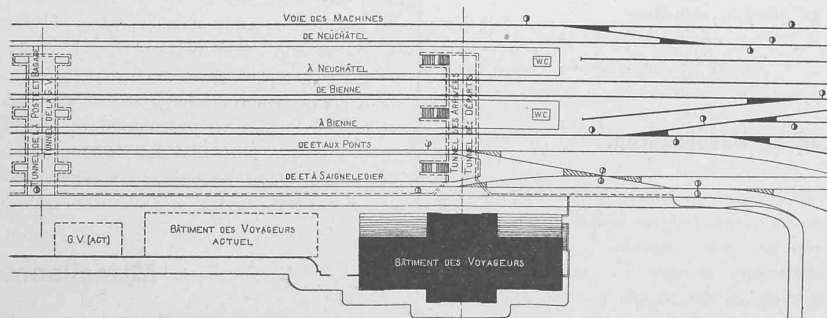 VOIE DES MACHINES
DE NEUCHÂTEL
W.C.
À NEUCHÂTEL
DE BIENNE
W.C.
À BIENNE
DE ET AUX PONTS
DE ET À SAIGNELEGIER
TUNNEL DE LA POSTE ET BAGAGE
TUNNEL DE LA G.V.
TUNNEL DES ARRIVÉES
TUNNEL DES DÉPARTS
G.V. [ACT]
BÂTIMENT DES VOYAGEURS
ACTUEL
BÂTIMENT DES VOYAGEURS